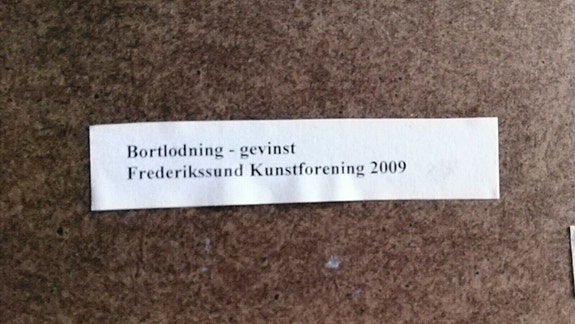 Bortlodning - gevinst
Frederikssund Kunstforening 2009